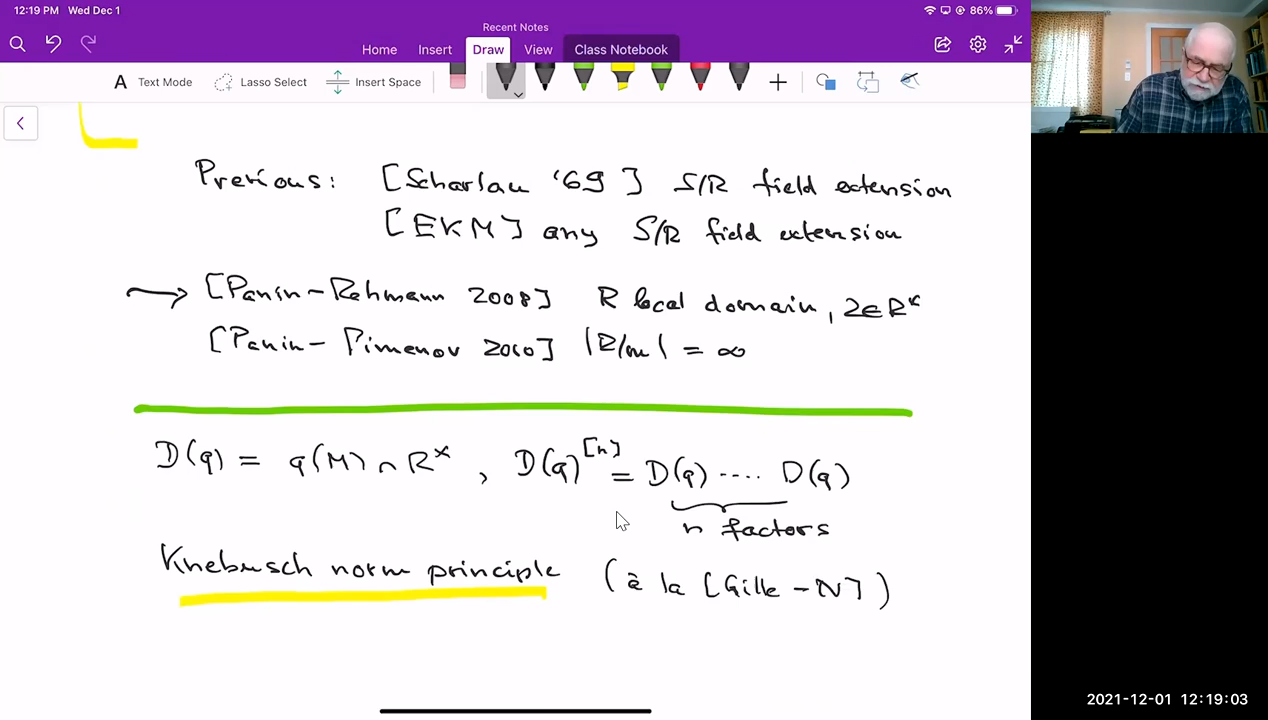 12:19 PM Wed Dec 1
86%
Recent Notes
Home Insert Draw View Class Notebook
A Text Mode Lasso Select Insert Space
Previous: [Scharlau '69] S/R field extension
[EKM] any S/R field extension
→ [Panin-Rehmann 2008] R local domain, 2∈R^x
[Panin-Pimenov 2010] |R/m| = ∞
D(q) = q(M) ∩ R^x, D(q)^[n] = D(q) ···· D(q)
n factors
Knebusch norm principle (à la [Gille-N])
2021-12-01 12:19:03